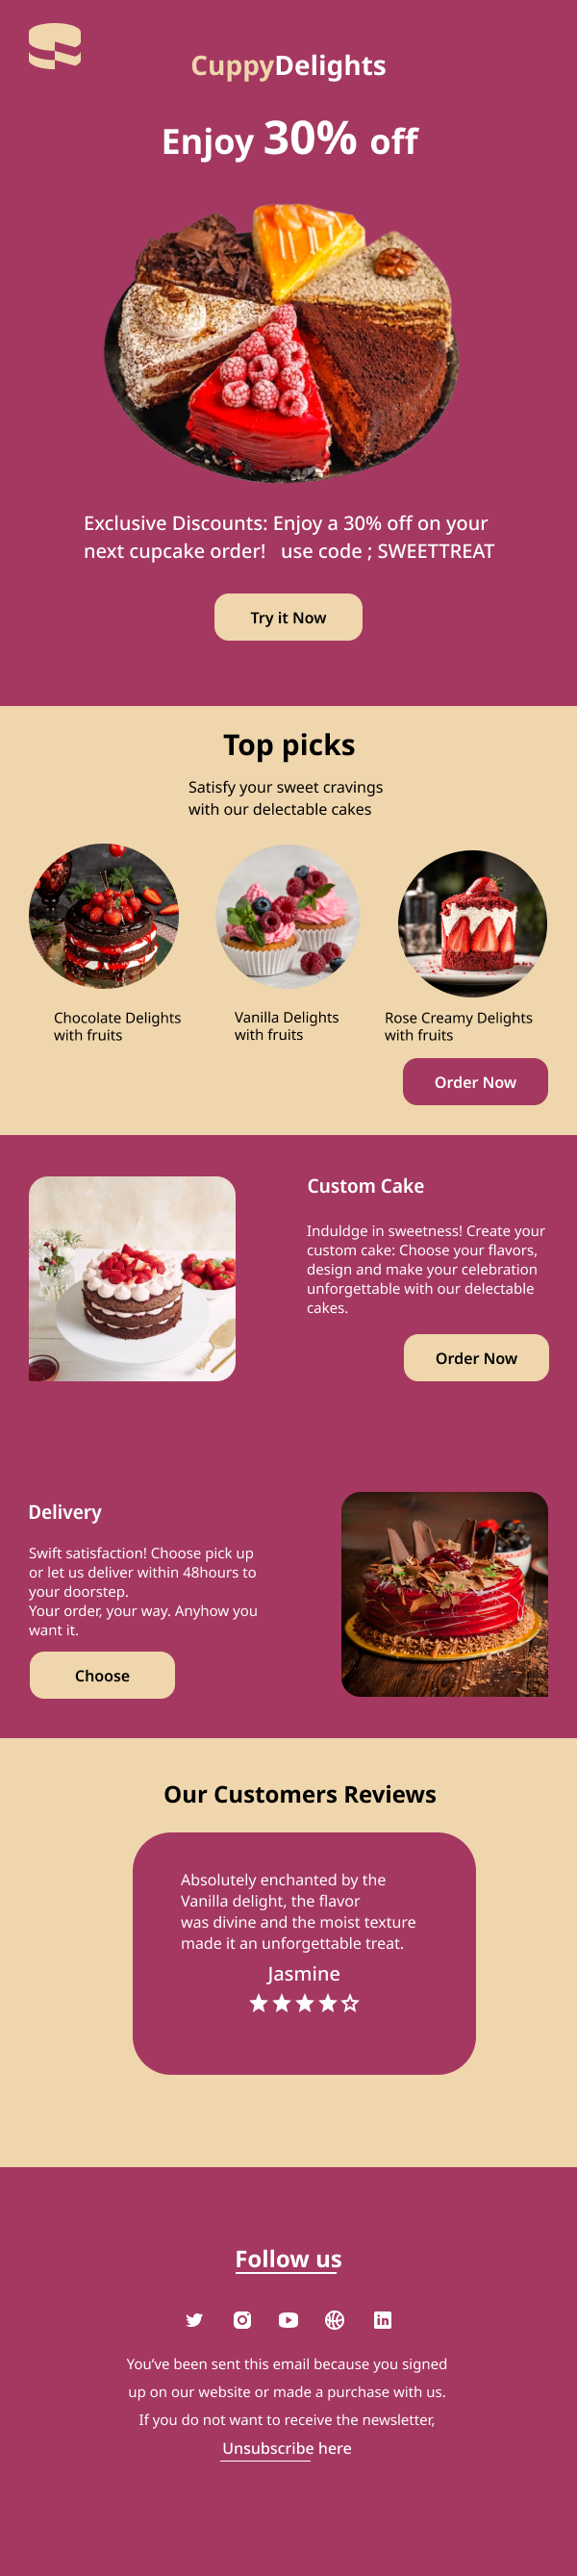 CuppyDelights
Enjoy 30% off
Exclusive Discounts: Enjoy a 30% off on your
next cupcake order! use code ; SWEETTREAT
Try it Now
Top picks
Satisfy your sweet cravings
with our delectable cakes
Chocolate Delights
with fruits
Vanilla Delights
with fruits
Rose Creamy Delights
with fruits
Order Now
Custom Cake
Induldge in sweetness! Create your
custom cake: Choose your flavors,
design and make your celebration
unforgettable with our delectable
cakes.
Order Now
Delivery
Swift satisfaction! Choose pick up
or let us deliver within 48hours to
your doorstep.
Your order, your way. Anyhow you
want it.
Choose
Our Customers Reviews
Absolutely enchanted by the
Vanilla delight, the flavor
was divine and the moist texture
made it an unforgettable treat.
Jasmine
Follow us
You've been sent this email because you signed
up on our website or made a purchase with us.
If you do not want to receive the newsletter,
Unsubscribe here